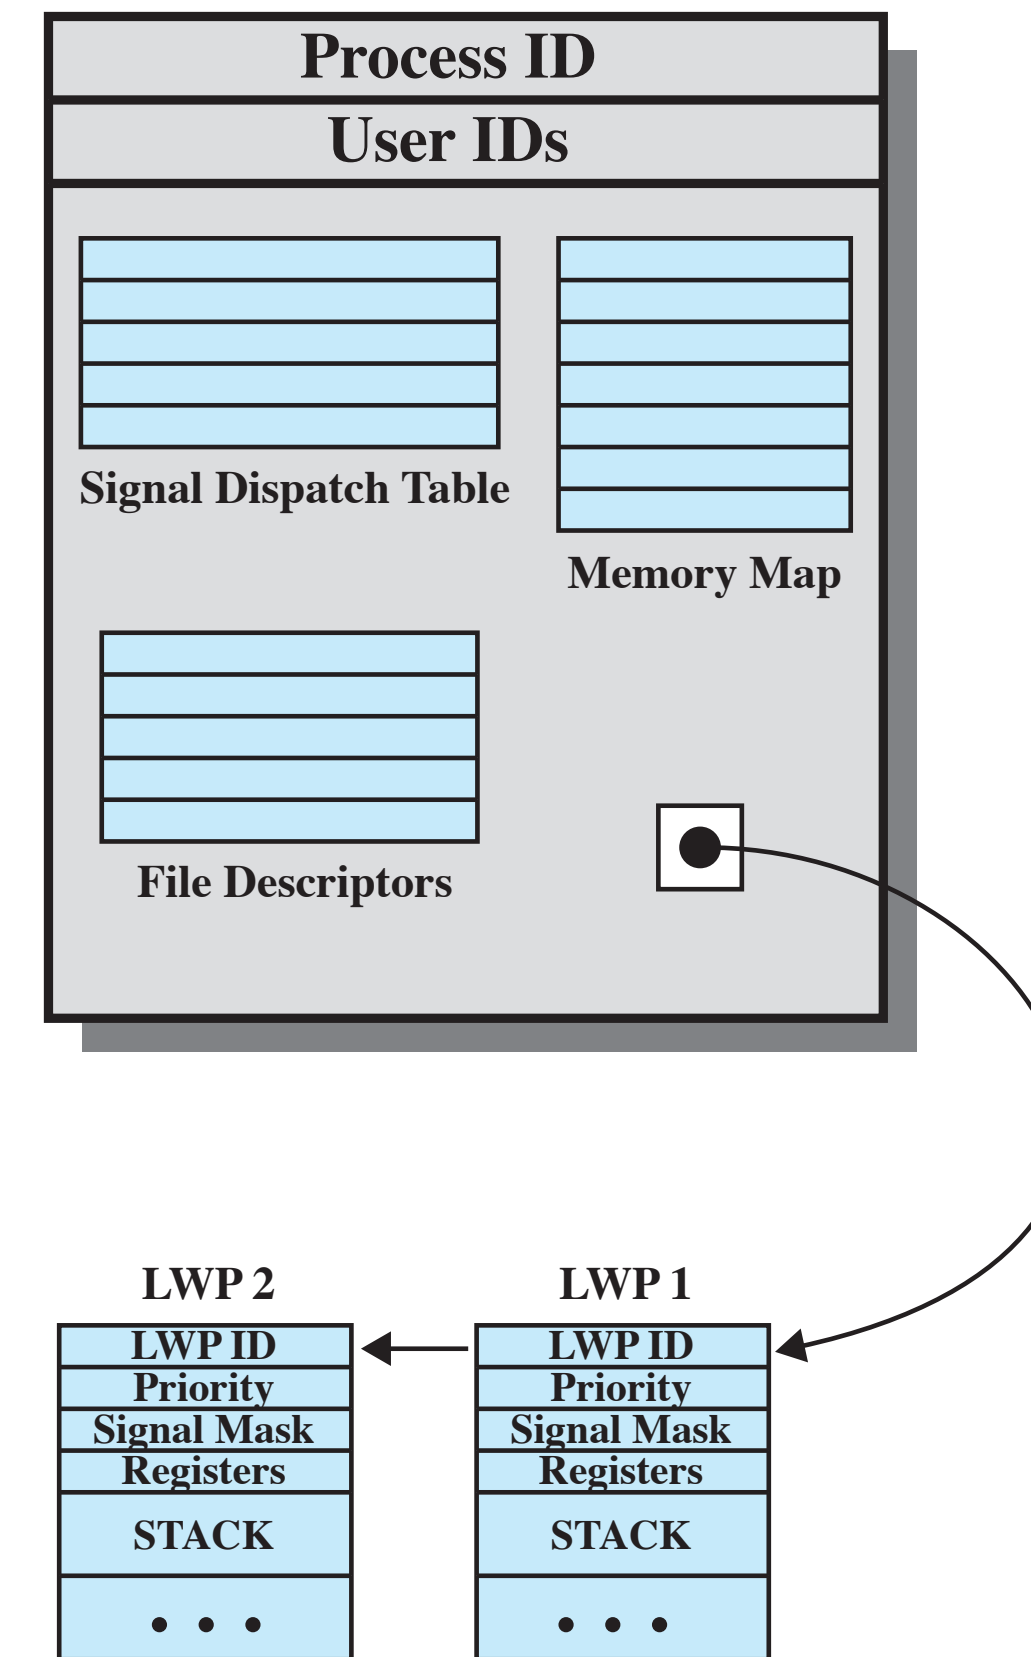 Process ID
User IDs
Signal Dispatch Table
Memory Map
File Descriptors
LWP 2
LWP ID
Priority
Signal Mask
Registers
STACK
• • •
LWP 1
LWP ID
Priority
Signal Mask
Registers
STACK
• • •